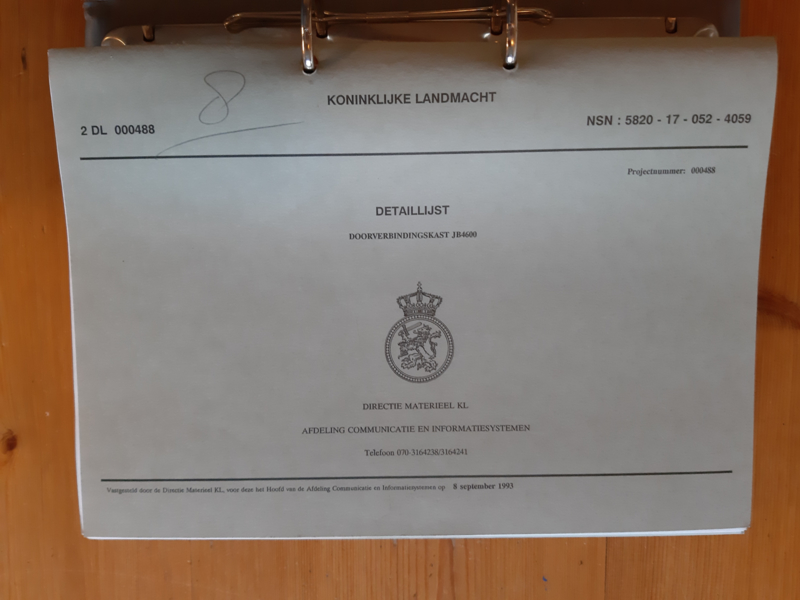 8
KONINKLIJKE LANDMACHT
2 DL 000488
NSN : 5820 - 17 - 052 - 4059
Projectnummer: 000488
DETAILLIJST
DOORVERBINDINGSKAST JB4600
DIRECTIE MATERIEEL KL
AFDELING COMMUNICATIE EN INFORMATIESYSTEMEN
Telefoon 070-3164238/3164241
Vastgesteld door de Directie Materieel KL, voor deze het Hoofd van de Afdeling Communicatie en Informatiesystemen op 8 september 1993